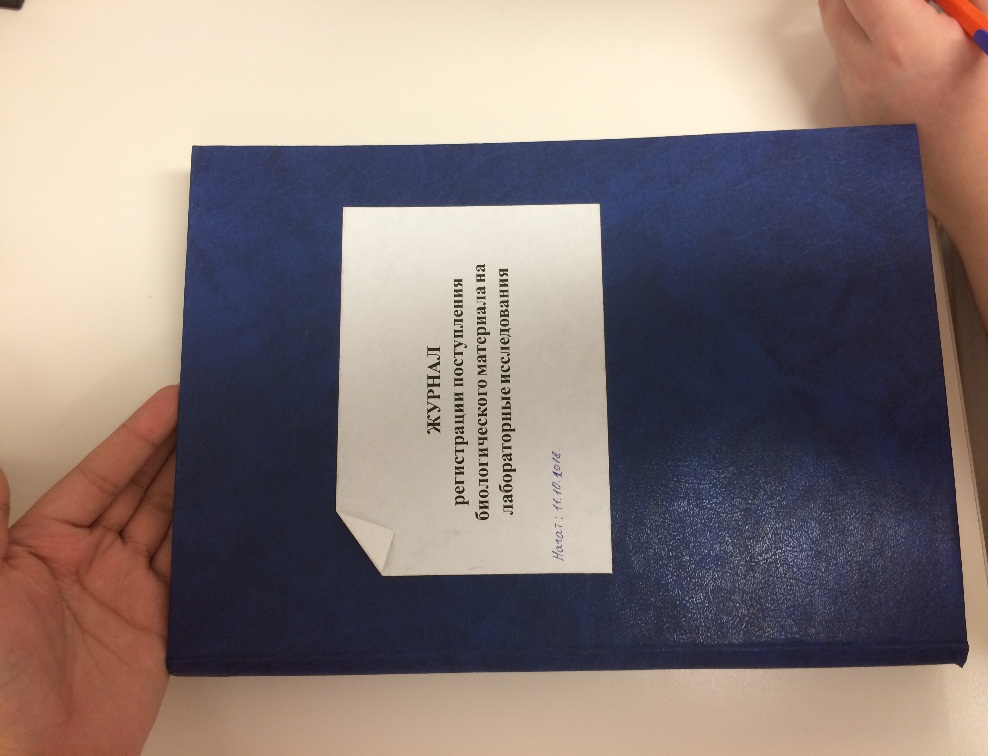 ЖУРНАЛ
регистрации поступления
биологического материала на
лабораторные исследования
Начат: 11.10.2018.